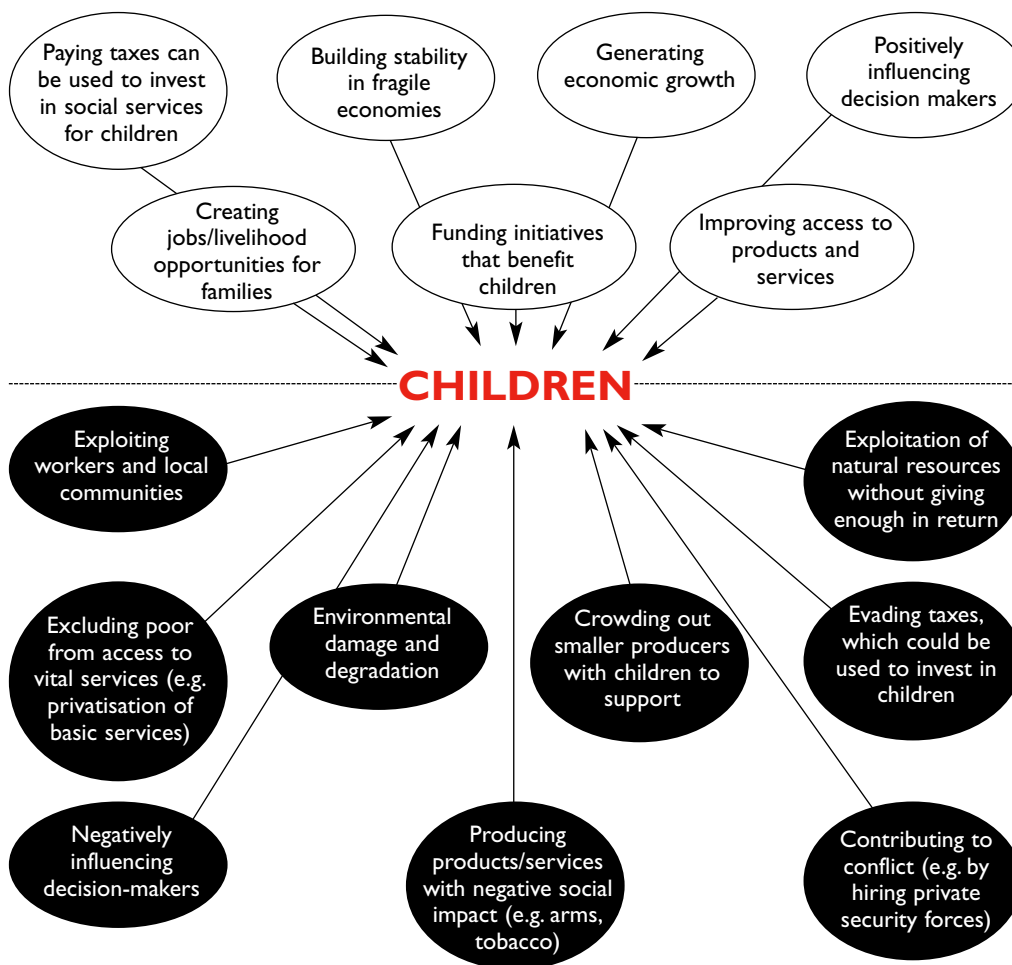 Paying taxes can
be used to invest
in social services
for children
Building stability
in fragile
economies
Generating
economic growth
Positively
influencing
decision makers
Creating
jobs/livelihood
opportunities for
families
Funding initiatives
that benefit
children
Improving access to
products and
services
CHILDREN
Exploiting
workers and local
communities
Exploitation of
natural resources
without giving
enough in return
Excluding poor
from access to
vital services (e.g.
privatisation of
basic services)
Environmental
damage and
degradation
Crowding out
smaller producers
with children to
support
Evading taxes,
which could be
used to invest in
children
Negatively
influencing
decision-makers
Producing
products/services
with negative social
impact (e.g. arms,
tobacco)
Contributing to
conflict (e.g. by
hiring private
security forces)